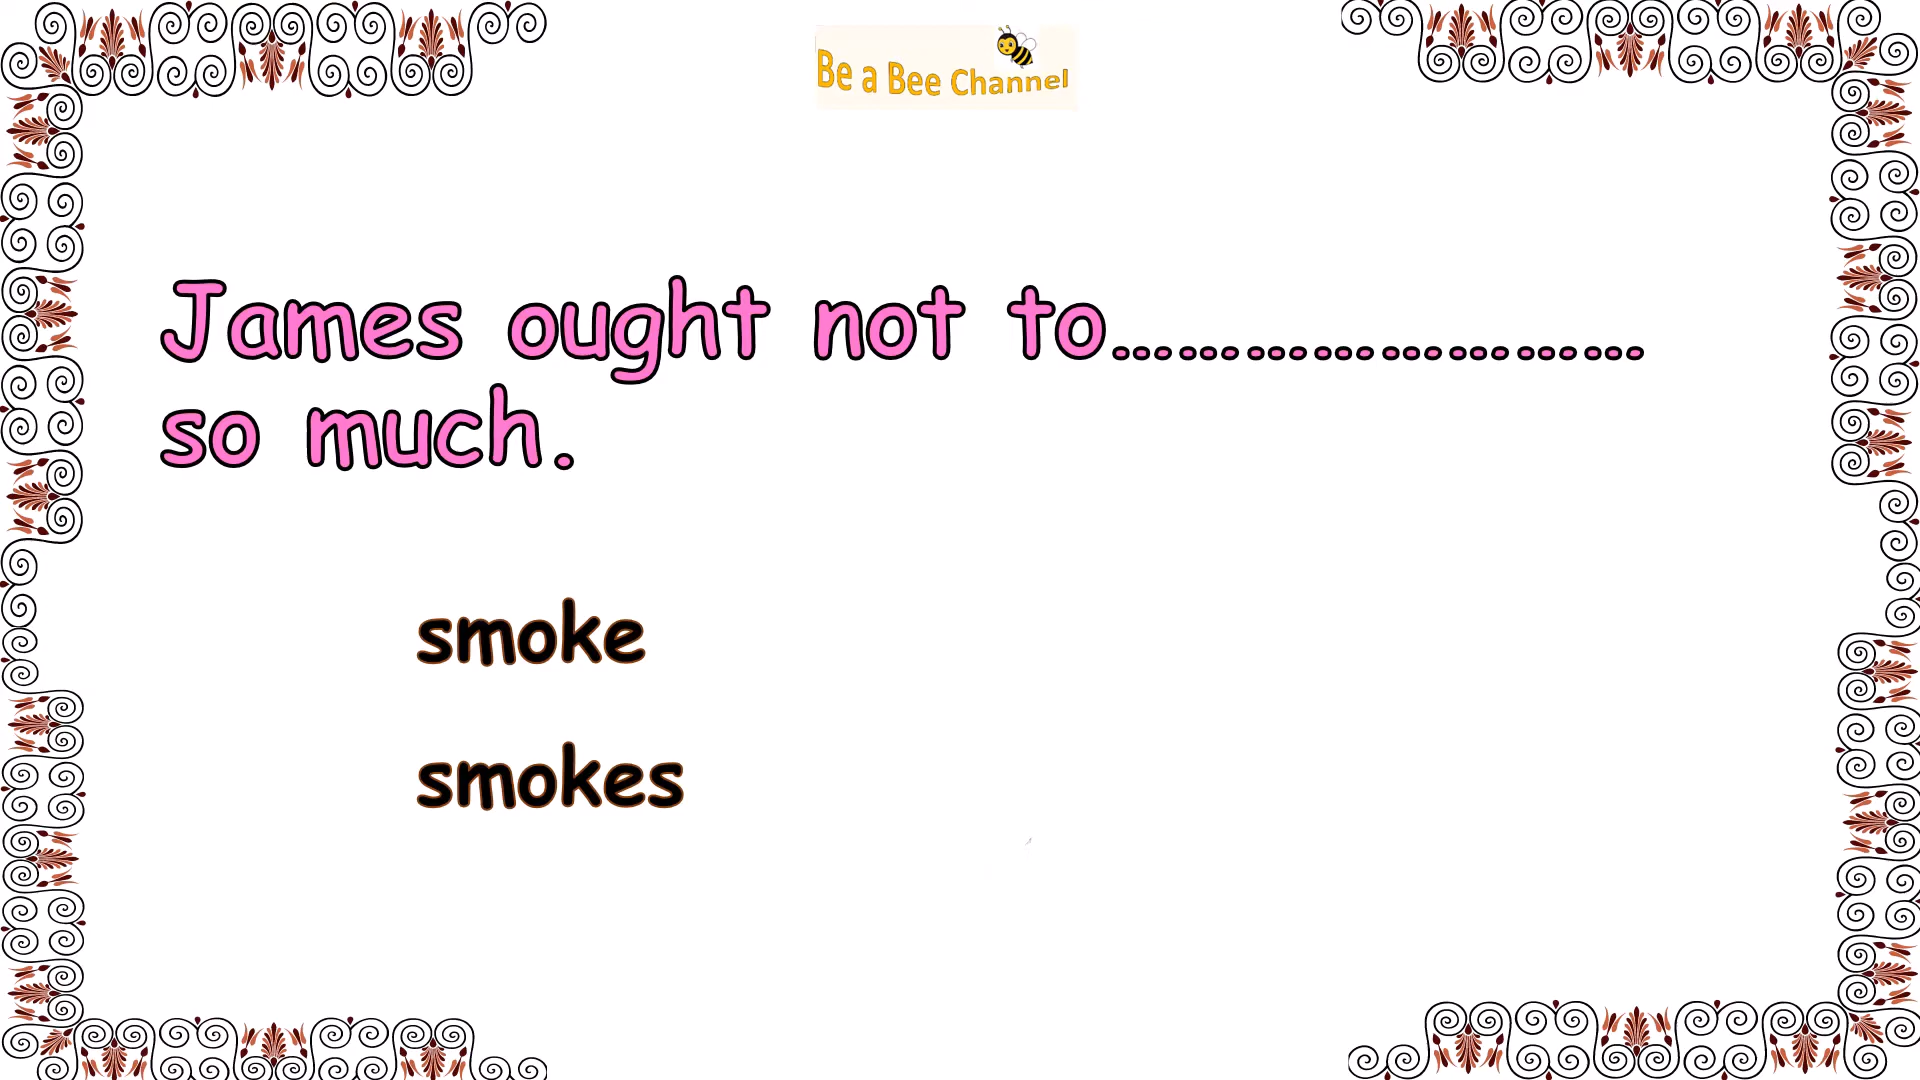 Be a Bee Channel
James ought not to........................
so much.
smoke
smokes